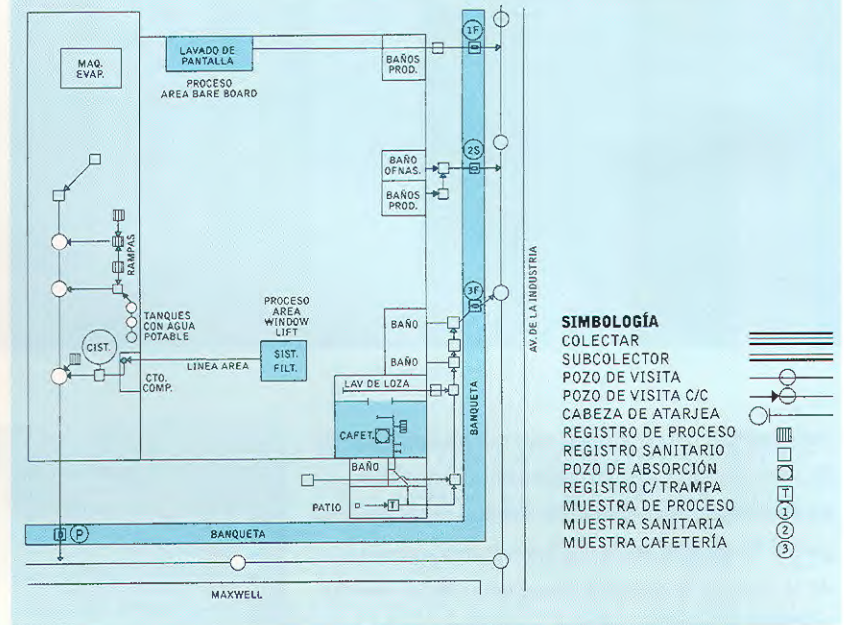 1F
LAVADO DE
PANTALLA
MAQ.
EVAP.
BAÑOS
PROD.
PROCESO
AREA BARE BOARD
2S
BAÑO
OFNAS.
BAÑOS
PROD.
RAMPAS
AV. DE LA INDUSTRIA
3F
PROCESO
AREA
WINDOW
LIFT
TANQUES
CON AGUA
POTABLE
BAÑO
CIST.
SIST.
FILT.
LINEA AREA
BAÑO
CTO.
COMP.
LAV DE LOZA
BANQUETA
CAFET.
BAÑO
PATIO
T
P
BANQUETA
MAXWELL
SIMBOLOGÍA
COLECTAR
SUBCOLECTOR
POZO DE VISITA
POZO DE VISITA C/C
CABEZA DE ATARJEA
REGISTRO DE PROCESO
REGISTRO SANITARIO
POZO DE ABSORCIÓN
REGISTRO C/TRAMPA T
MUESTRA DE PROCESO 1
MUESTRA SANITARIA 2
MUESTRA CAFETERÍA 3